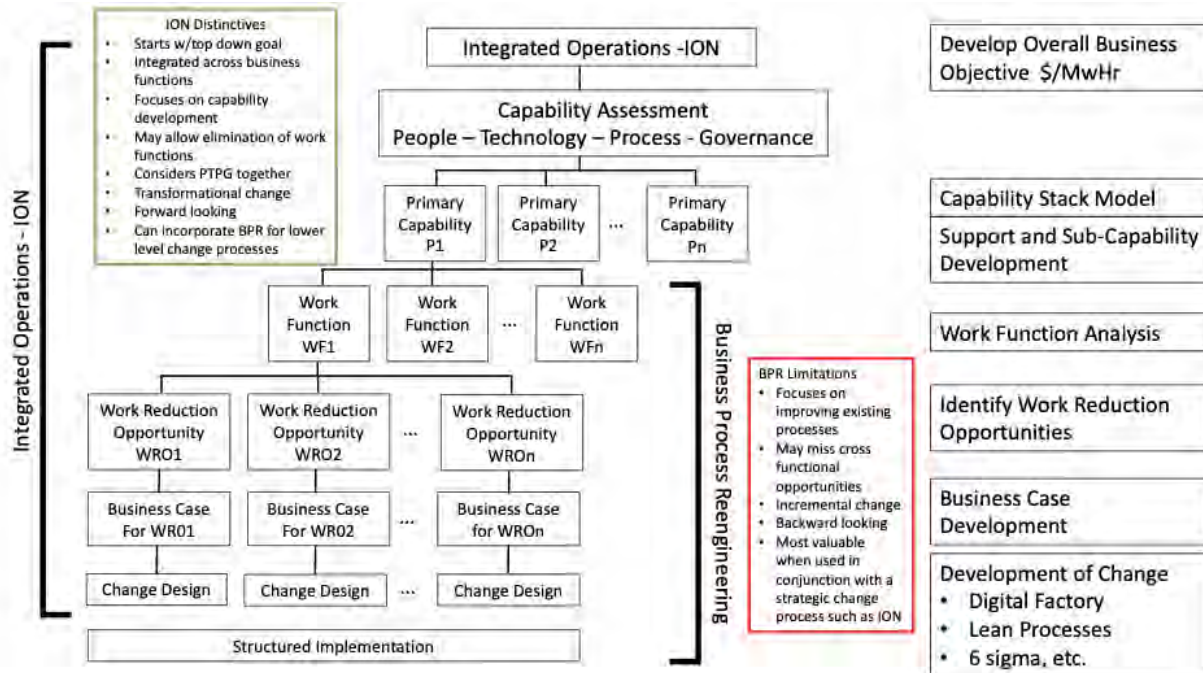 ION Distinctives
• Starts w/top down goal
• Integrated across business
functions
• Focuses on capability
development
• May allow elimination of work
functions
• Considers PTPG together
• Transformational change
• Forward looking
• Can incorporate BPR for lower
level change processes
Integrated Operations - ION
Integrated Operations -ION
Capability Assessment
People – Technology – Process - Governance
Primary
Capability
P1
Primary
Capability
P2
...
Primary
Capability
Pn
Work
Function
WF1
Work
Function
WF2
...
Work
Function
WFn
Work Reduction
Opportunity
WRO1
Work Reduction
Opportunity
WRO2
...
Work Reduction
Opportunity
WROn
Business Case
For WR01
Business Case
For WR02
...
Business Case
for WROn
Change Design
Change Design
...
Change Design
Structured Implementation
Business Process Reengineering
BPR Limitations
• Focuses on
improving existing
processes
• May miss cross
functional
opportunities
• Incremental change
• Backward looking
• Most valuable
when used in
conjunction with a
strategic change
process such as ION
Develop Overall Business
Objective $/MwHr
Capability Stack Model
Support and Sub-Capability
Development
Work Function Analysis
Identify Work Reduction
Opportunities
Business Case
Development
Development of Change
• Digital Factory
• Lean Processes
• 6 sigma, etc.